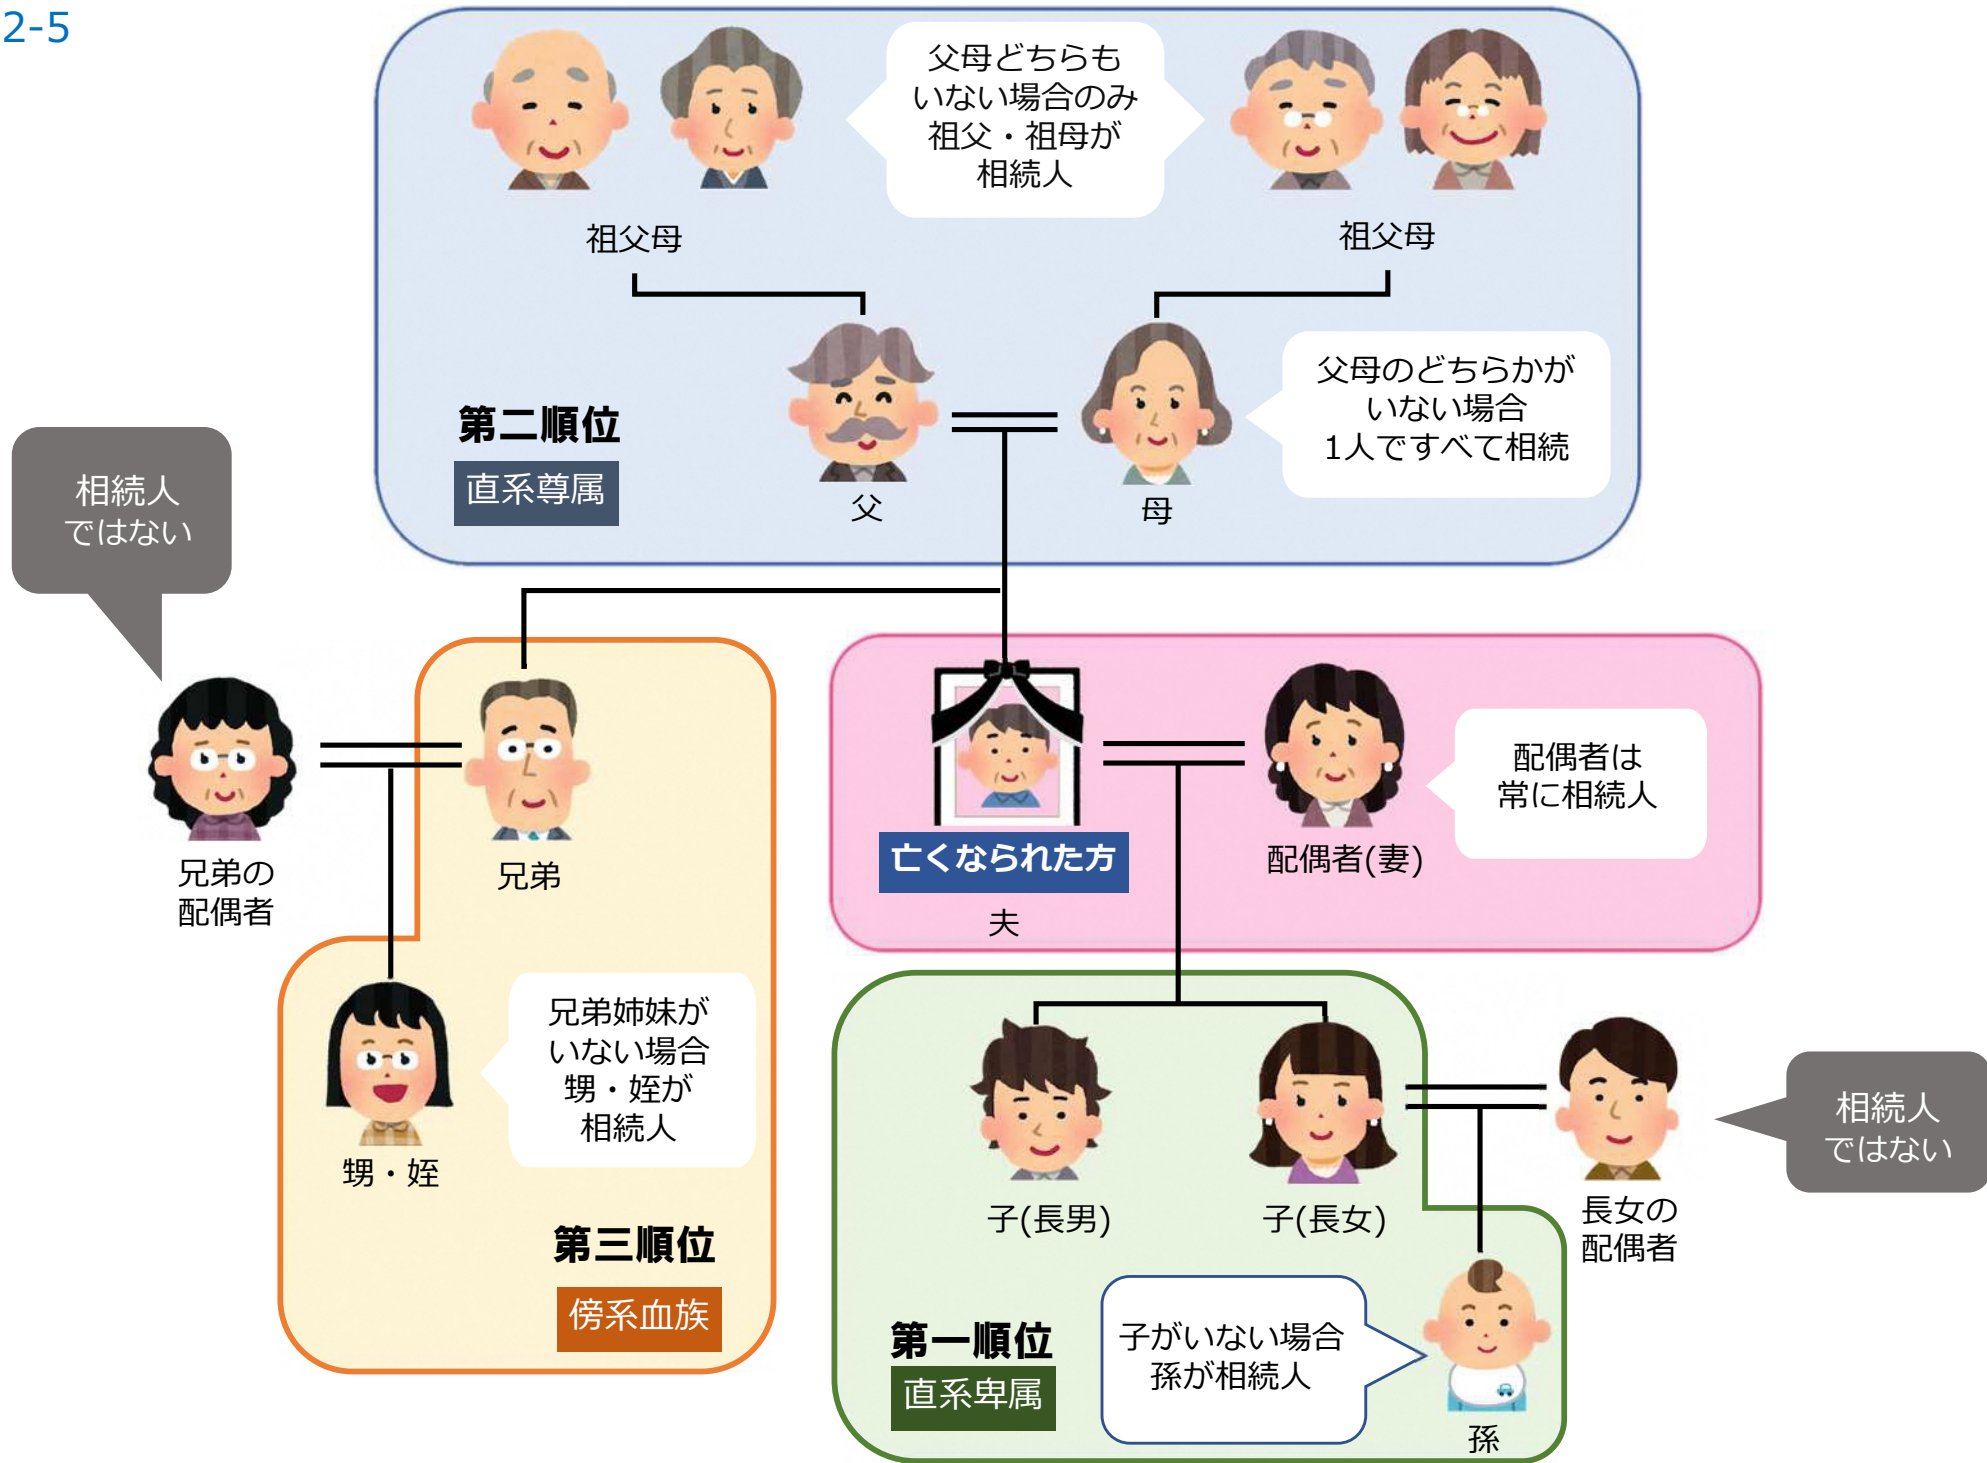 2-5
父母どちらも
いない場合のみ
祖父・祖母が
相続人
祖父母
祖父母
父母のどちらかが
いない場合
1人ですべて相続
第二順位
直系尊属
父
母
相続人
ではない
兄弟の
配偶者
兄弟
亡くなられた方
夫
配偶者(妻)
配偶者は
常に相続人
兄弟姉妹が
いない場合
甥・姪が
相続人
甥・姪
第三順位
傍系血族
子(長男)
子(長女)
長女の
配偶者
相続人
ではない
第一順位
直系卑属
子がいない場合
孫が相続人
孫